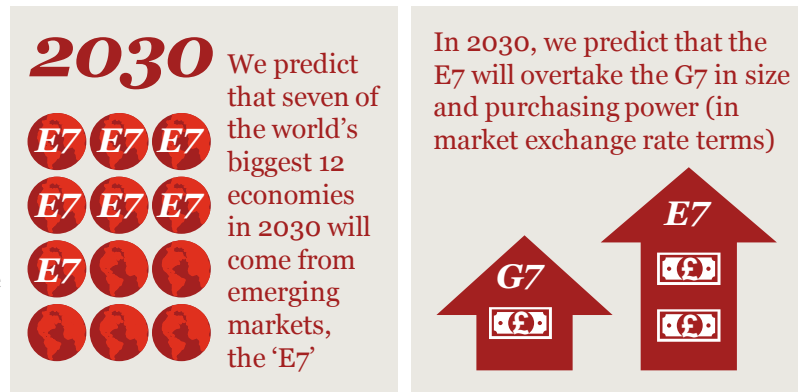 2030
We predict
that seven of
the world's
biggest 12
economies
in 2030 will
come from
emerging
markets,
the ‘E7’
E7 E7 E7
E7 E7 E7
E7
In 2030, we predict that the
E7 will overtake the G7 in size
and purchasing power (in
market exchange rate terms)
G7
£
E7
£
£